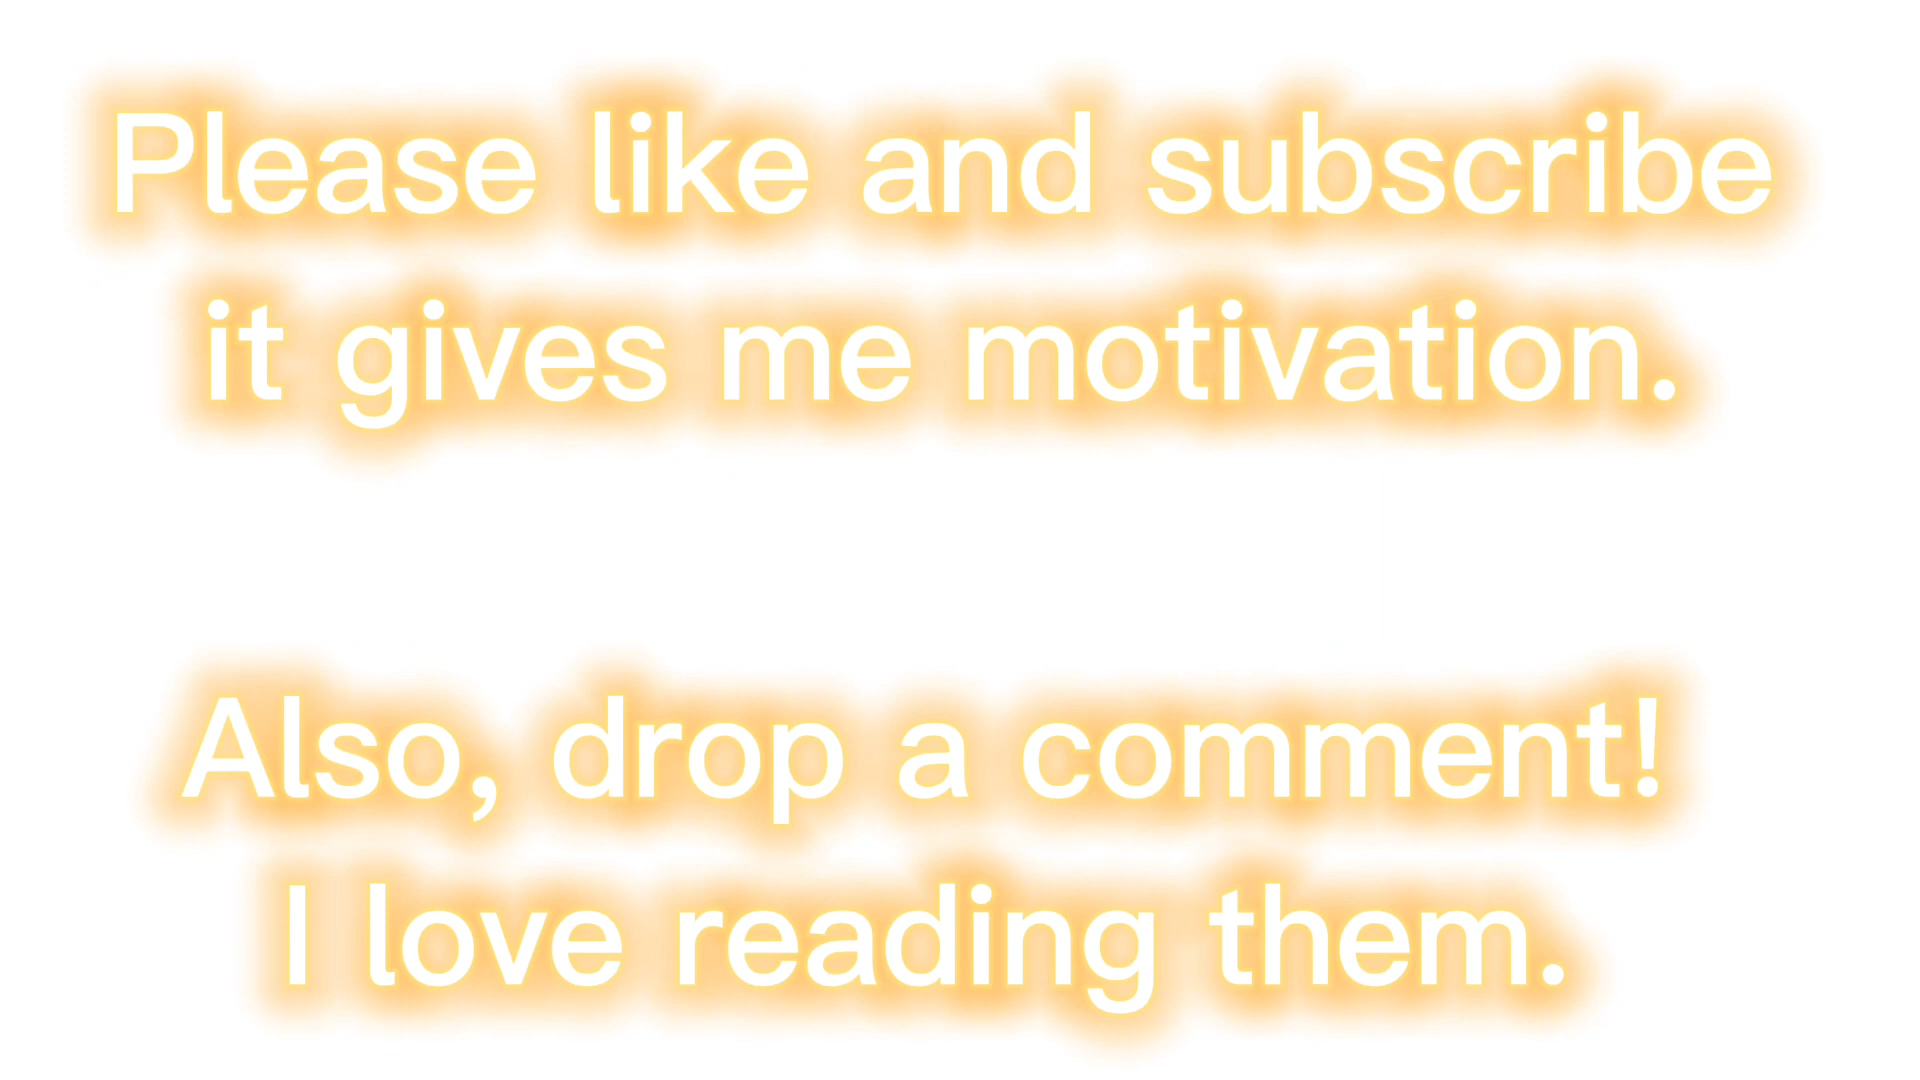 Please like and subscribe
it gives me motivation.
Also, drop a comment!
I love reading them.